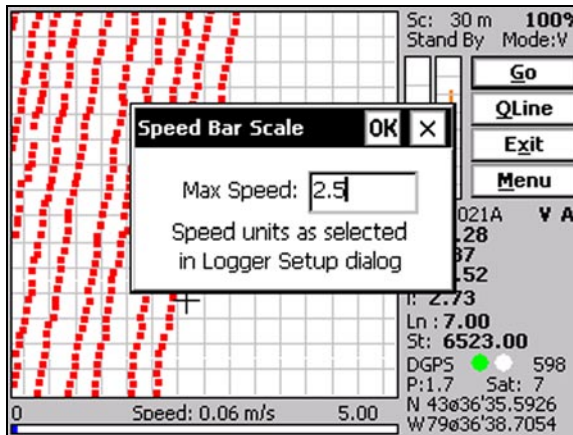 Sc: 30 m 100%
Stand By Mode:V
Go
QLine
Exit
Menu
Speed Bar Scale OK ×
Max Speed: 2.5
Speed units as selected
in Logger Setup dialog
021A V A
.28
37
.52
I: 2.73
Ln : 7.00
St: 6523.00
DGPS 598
P:1.7 Sat: 7
N 43ø36'35.5926
W79ø36'38.7054
0 Speed: 0.06 m/s 5.00